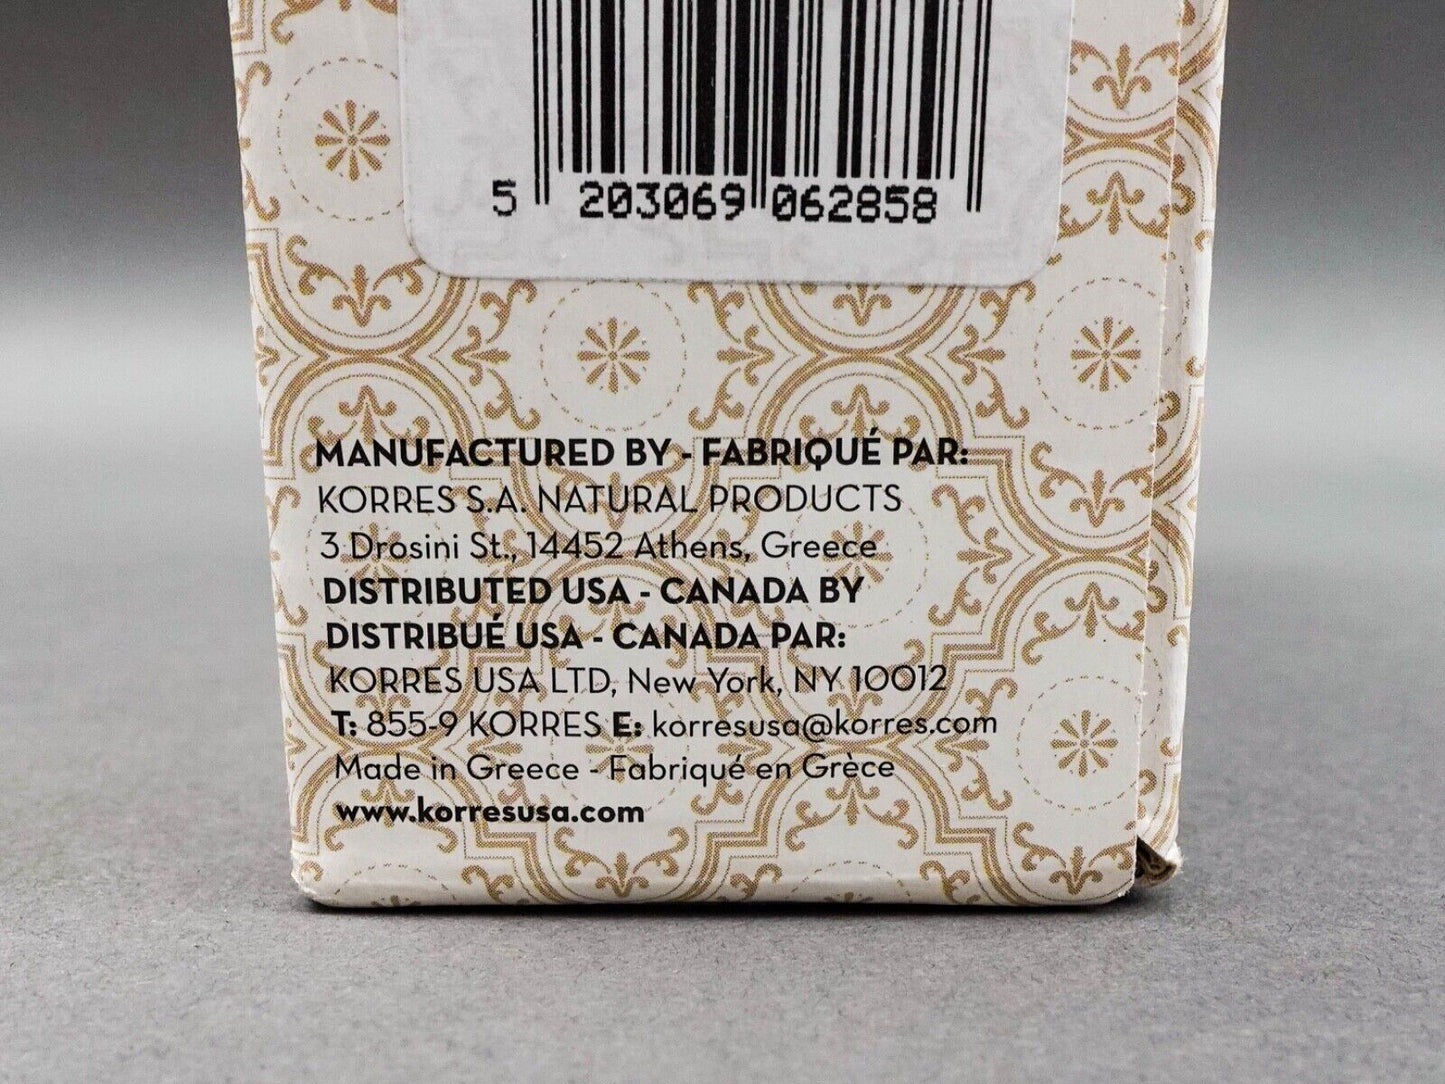 5 203069 062858
MANUFACTURED BY - FABRIQUÉ PAR:
KORRES S.A. NATURAL PRODUCTS
3 Drosini St., 14452 Athens, Greece
DISTRIBUTED USA - CANADA BY
DISTRIBUÉ USA - CANADA PAR:
KORRES USA LTD, New York, NY 10012
T: 855-9 KORRES E: korresusa@korres.com
Made in Greece - Fabriqué en Grèce
www.korresusa.com